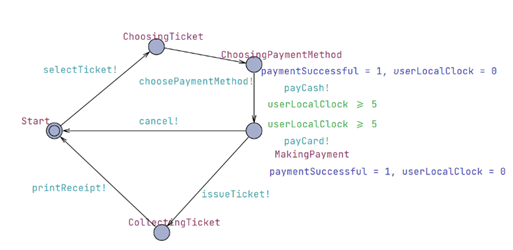 ChoosingTicket
ChoosingPaymentMethod
selectTicket!
choosePaymentMethod!
paymentSuccessful = 1, userLocalClock = 0
payCash!
userLocalClock ⩾ 5
Start
cancel!
userLocalClock ⩾ 5
payCard!
MakingPayment
paymentSuccessful = 1, userLocalClock = 0
printReceipt!
issueTicket!
CollectingTicket